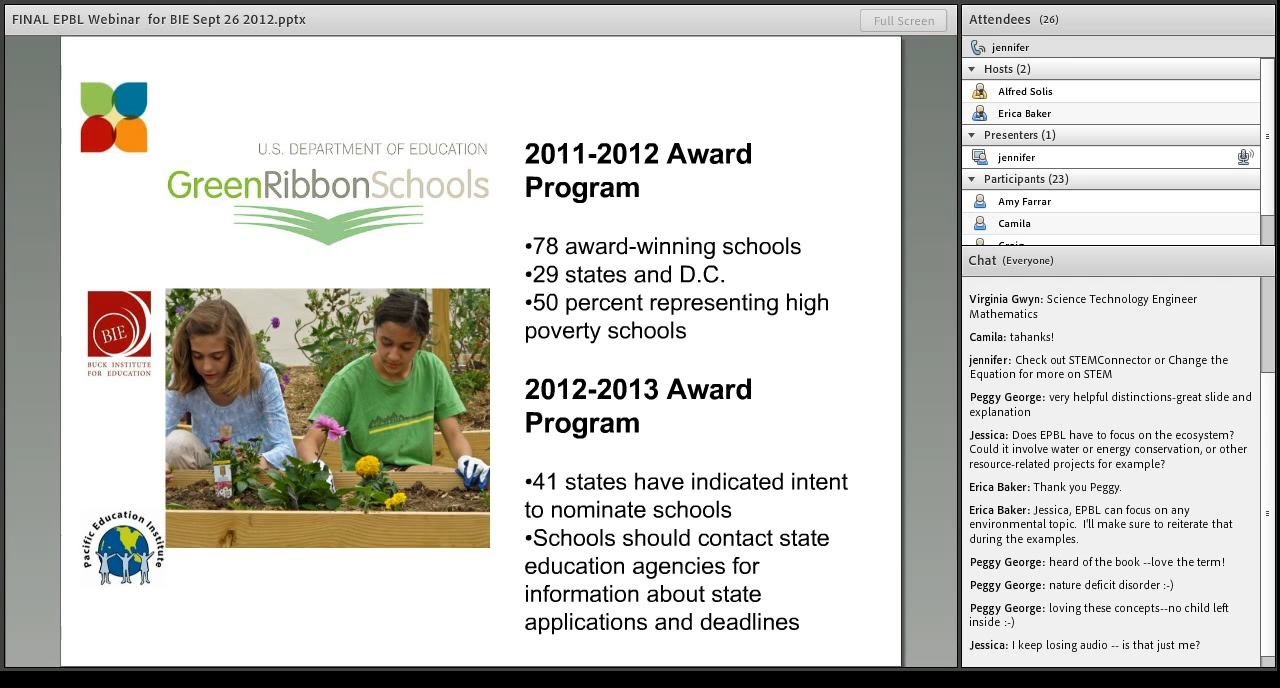 FINAL EPBL Webinar for BIE Sept 26 2012.pptx
Full Screen
U.S. DEPARTMENT OF EDUCATION
GreenRibbonSchools
BIE
BUCK INSTITUTE
FOR EDUCATION
Pacific Education Institute
2011-2012 Award
Program
•78 award-winning schools
•29 states and D.C.
•50 percent representing high
poverty schools
2012-2013 Award
Program
•41 states have indicated intent
to nominate schools
•Schools should contact state
education agencies for
information about state
applications and deadlines
Attendees (26)
jennifer
Hosts (2)
Alfred Solis
Erica Baker
Presenters (1)
jennifer
Participants (23)
Amy Farrar
Camila
Craig
Chat (Everyone)
Virginia Gwyn: Science Technology Engineer
Mathematics
Camila: tahanks!
jennifer: Check out STEMConnector or Change the
Equation for more on STEM
Peggy George: very helpful distinctions-great slide and
explanation
Jessica: Does EPBL have to focus on the ecosystem?
Could it involve water or energy conservation, or other
resource-related projects for example?
Erica Baker: Thank you Peggy.
Erica Baker: Jessica, EPBL can focus on any
environmental topic. I'll make sure to reiterate that
during the examples.
Peggy George: heard of the book --love the term!
Peggy George: nature deficit disorder :-)
Peggy George: loving these concepts--no child left
inside :-)
Jessica: I keep losing audio -- is that just me?